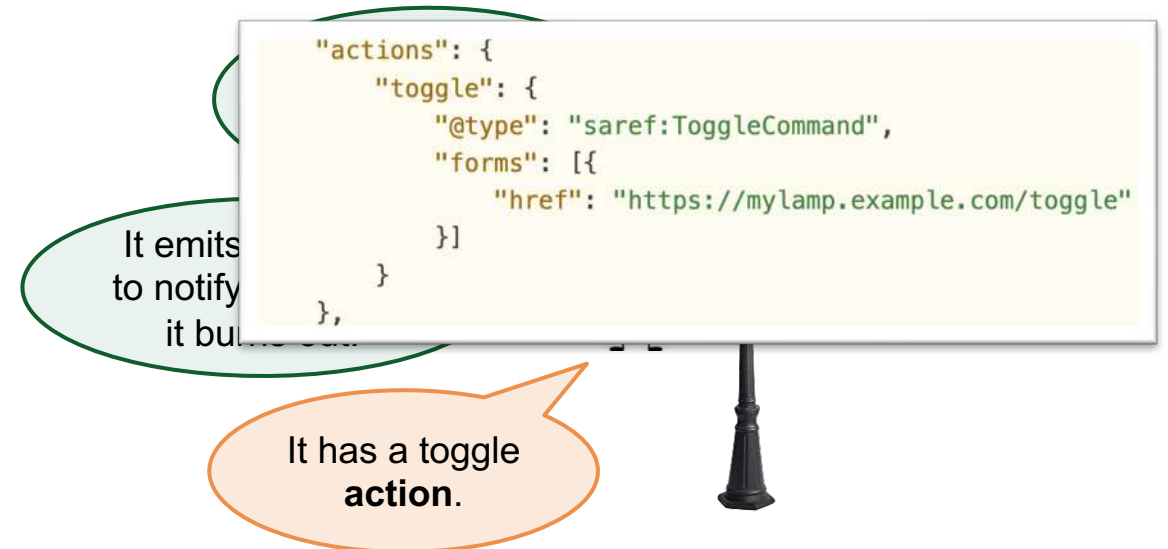 "actions": {
"toggle": {
"@type": "saref:ToggleCommand",
"forms": [{
"href": "https://mylamp.example.com/toggle"
}]
}
},
It emits
to notify
it
It has a toggle
action.